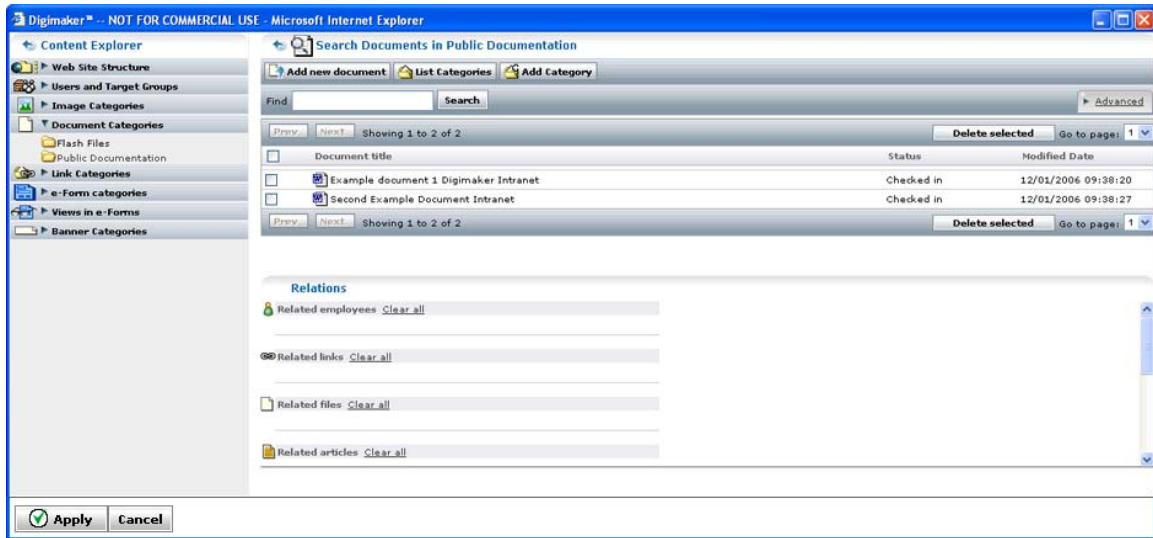 Digimaker™ -- NOT FOR COMMERCIAL USE - Microsoft Internet Explorer
Content Explorer
Web Site Structure
Users and Target Groups
Image Categories
Document Categories
Flash Files
Public Documentation
Link Categories
e-Form categories
Views in e-Forms
Banner Categories
Search Documents in Public Documentation
Add new document List Categories Add Category
Find Search Advanced
Prev. Next. Showing 1 to 2 of 2 Delete selected Go to page: 1
Document title Status Modified Date
Example document 1 Digimaker Intranet Checked in 12/01/2006 09:38:20
Second Example Document Intranet Checked in 12/01/2006 09:38:27
Prev. Next. Showing 1 to 2 of 2 Delete selected Go to page: 1
Relations
Related employees Clear all
Related links Clear all
Related files Clear all
Related articles Clear all
Apply Cancel